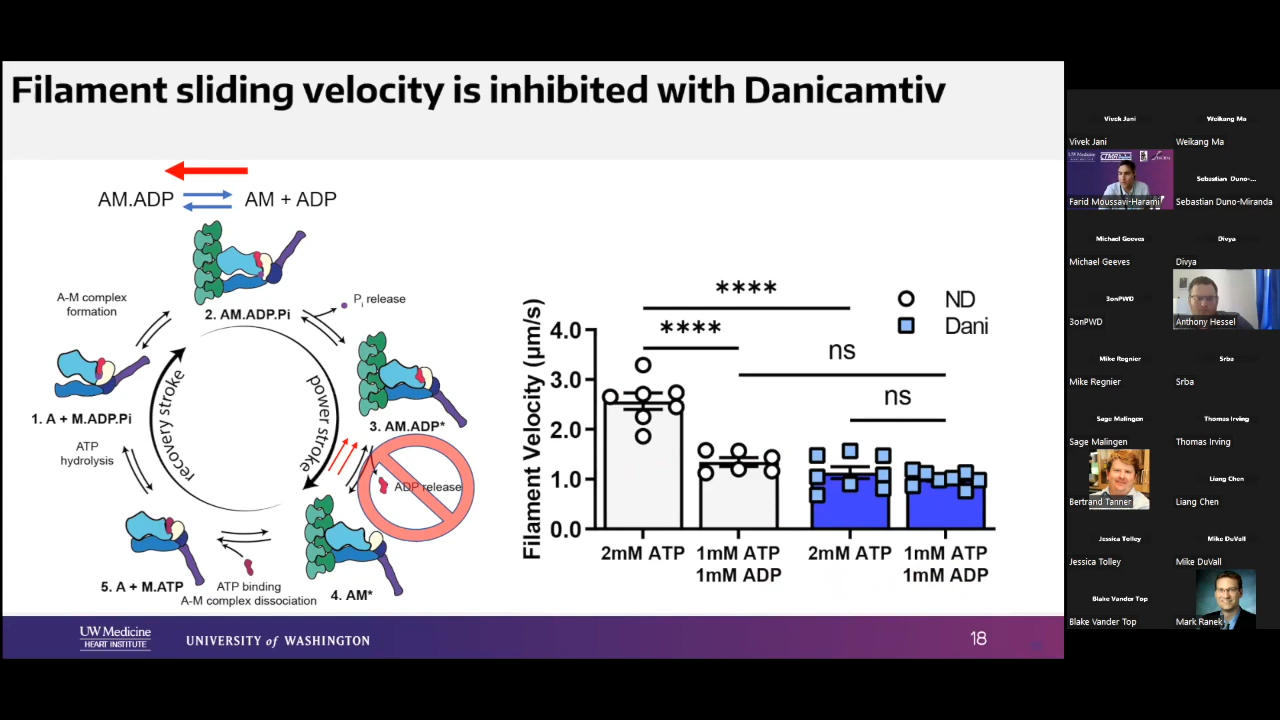 Filament sliding velocity is inhibited with Danicamtiv
AM.ADP
AM + ADP
A-M complex
formation
2. AM.ADP.Pi
Pi release
1. A + M.ADP.Pi
recovery stroke
power stroke
3. AM.ADP*
ATP
hydrolysis
ADP release
5. A + M.ATP
ATP binding
A-M complex dissociation
4. AM*
Filament Velocity (µm/s)
4.0
3.0
2.0
1.0
0.0
****
****
ns
ns
ND
Dani
2mM ATP
1mM ATP
1mM ADP
2mM ATP
1mM ATP
1mM ADP
UW Medicine
HEART INSTITUTE
UNIVERSITY of WASHINGTON
18
Vivek Jani
Weikang Ma
Vivek Jani
Weikang Ma
UW Medicine
Sebastian Duno-...
Farid Moussavi-Harami
Sebastian Duno-Miranda
Michael Geeves
Divya
Michael Geeves
Divya
3onPWD
3onPWD
Anthony Hessel
Mike Regnier
Srba
Mike Regnier
Srba
Sage Malingen
Thomas Irving
Sage Malingen
Thomas Irving
Liang Chen
Bertrand Tanner
Liang Chen
Jessica Tolley
Mike DuVall
Jessica Tolley
Mike DuVall
Blake Vander Top
Blake Vander Top
Mark Ranek